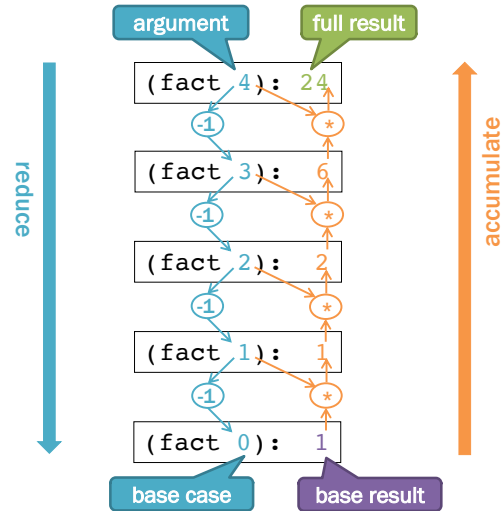 argument
full result
(fact 4): 24
-1
*
(fact 3): 6
-1
*
(fact 2): 2
-1
*
(fact 1): 1
-1
*
(fact 0): 1
base case
base result
reduce
accumulate